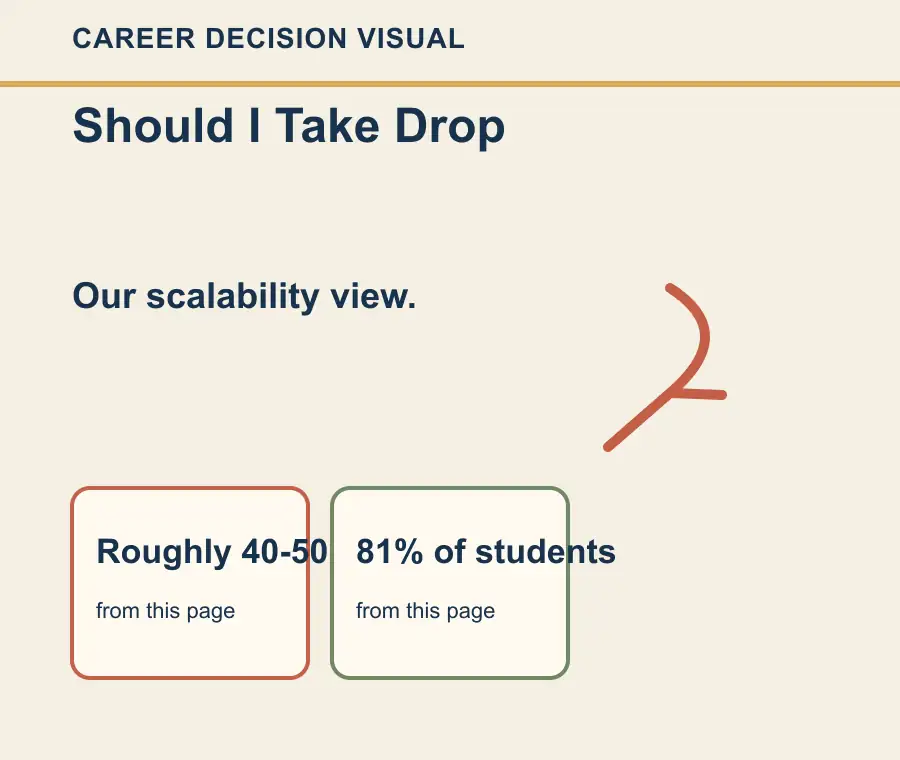 CAREER DECISION VISUAL
Should I Take Drop
Our scalability view.
Roughly 40-50
from this page
81% of students
from this page